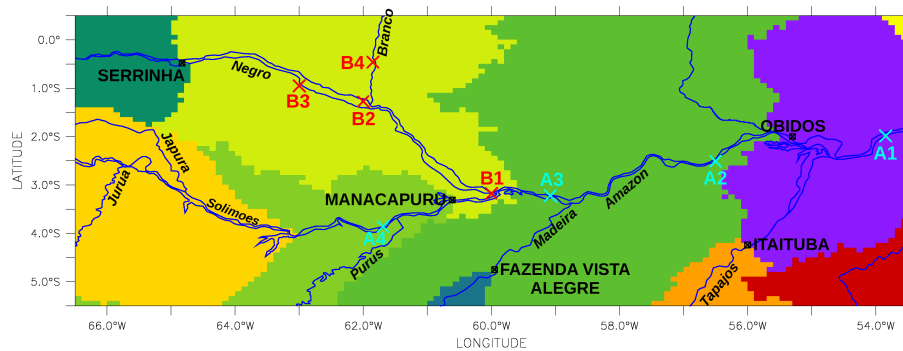 0.0°
1.0°S
2.0°S
3.0°S
4.0°S
5.0°S
LATITUDE
SERRINHA
Negro
Branco
B4
B3
B2
OBIDOS
A1
Japura
Jurua
B1
A3
A2
MANACAPURU
Solimoes
Amazon
A4
Madeira
Purus
ITAITUBA
FAZENDA VISTA
ALEGRE
Tapajos
66.0°W
64.0°W
62.0°W
60.0°W
58.0°W
56.0°W
54.0°W
LONGITUDE